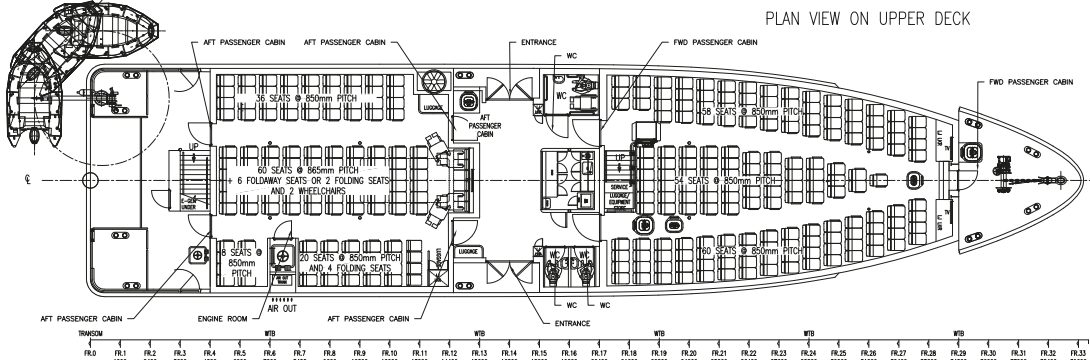 PLAN VIEW ON UPPER DECK
AFT PASSENGER CABIN
AFT PASSENGER CABIN
ENTRANCE
FWD PASSENGER CABIN
WC
FWD PASSENGER CABIN
36 SEATS @ 850mm PITCH
LUGGAGE
WC
58 SEATS @ 850mm PITCH
AFT
PASSENGER
CABIN
UP
60 SEATS @ 865mm PITCH
+ 6 FOLDAWAY SEATS OR 2 FOLDING SEATS
AND 2 WHEELCHAIRS
UP
SERVICE
LUGGAGE/
EQUIPMENT
54 SEATS @ 850mm PITCH
E-GEN
UNDER
8 SEATS @
850mm
PITCH
20 SEATS @ 850mm PITCH
AND 4 FOLDING SEATS
LUGGAGE
WC
WC
60 SEATS @ 850mm PITCH
AIR OUT
AFT PASSENGER CABIN
ENGINE ROOM
AFT PASSENGER CABIN
ENTRANCE
WC
WC
TRANSOM
WTB
WTB
WTB
WTB
WTB
FR.0
FR.1
FR.2
FR.3
FR.4
FR.5
FR.6
FR.7
FR.8
FR.9
FR.10
FR.11
FR.12
FR.13
FR.14
FR.15
FR.16
FR.17
FR.18
FR.19
FR.20
FR.21
FR.22
FR.23
FR.24
FR.25
FR.26
FR.27
FR.28
FR.29
FR.30
FR.31
FR.32